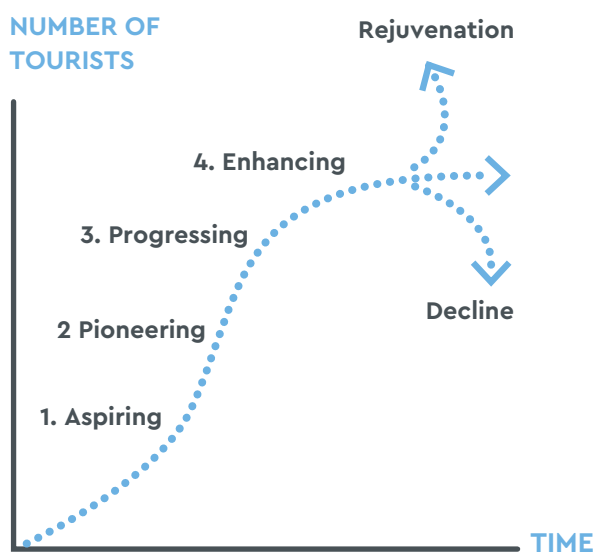 NUMBER OF
TOURISTS
Rejuvenation
4. Enhancing
3. Progressing
Decline
2 Pioneering
1. Aspiring
TIME